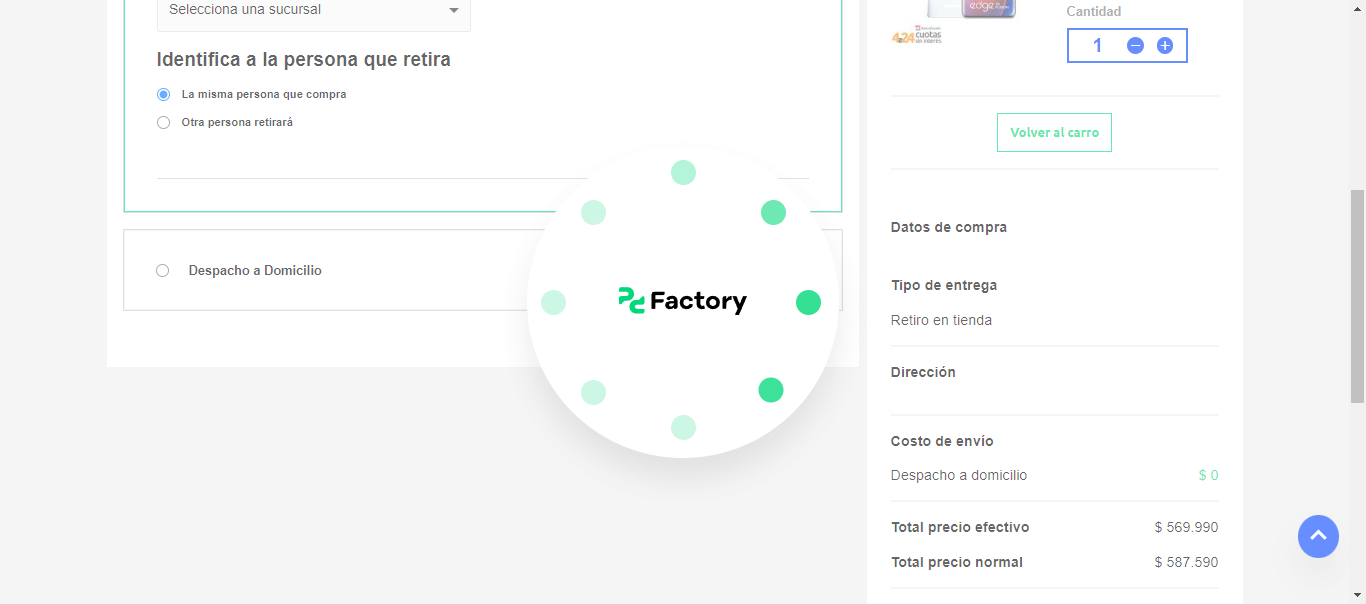 Selecciona una sucursal
Identifica a la persona que retira
La misma persona que compra
Otra persona retirará
Despacho a Domicilio
Factory
edge
4a24 cuotas
sin interés
Cantidad
1
Volver al carro
Datos de compra
Tipo de entrega
Retiro en tienda
Dirección
Costo de envío
Despacho a domicilio $ 0
Total precio efectivo $ 569.990
Total precio normal $ 587.590